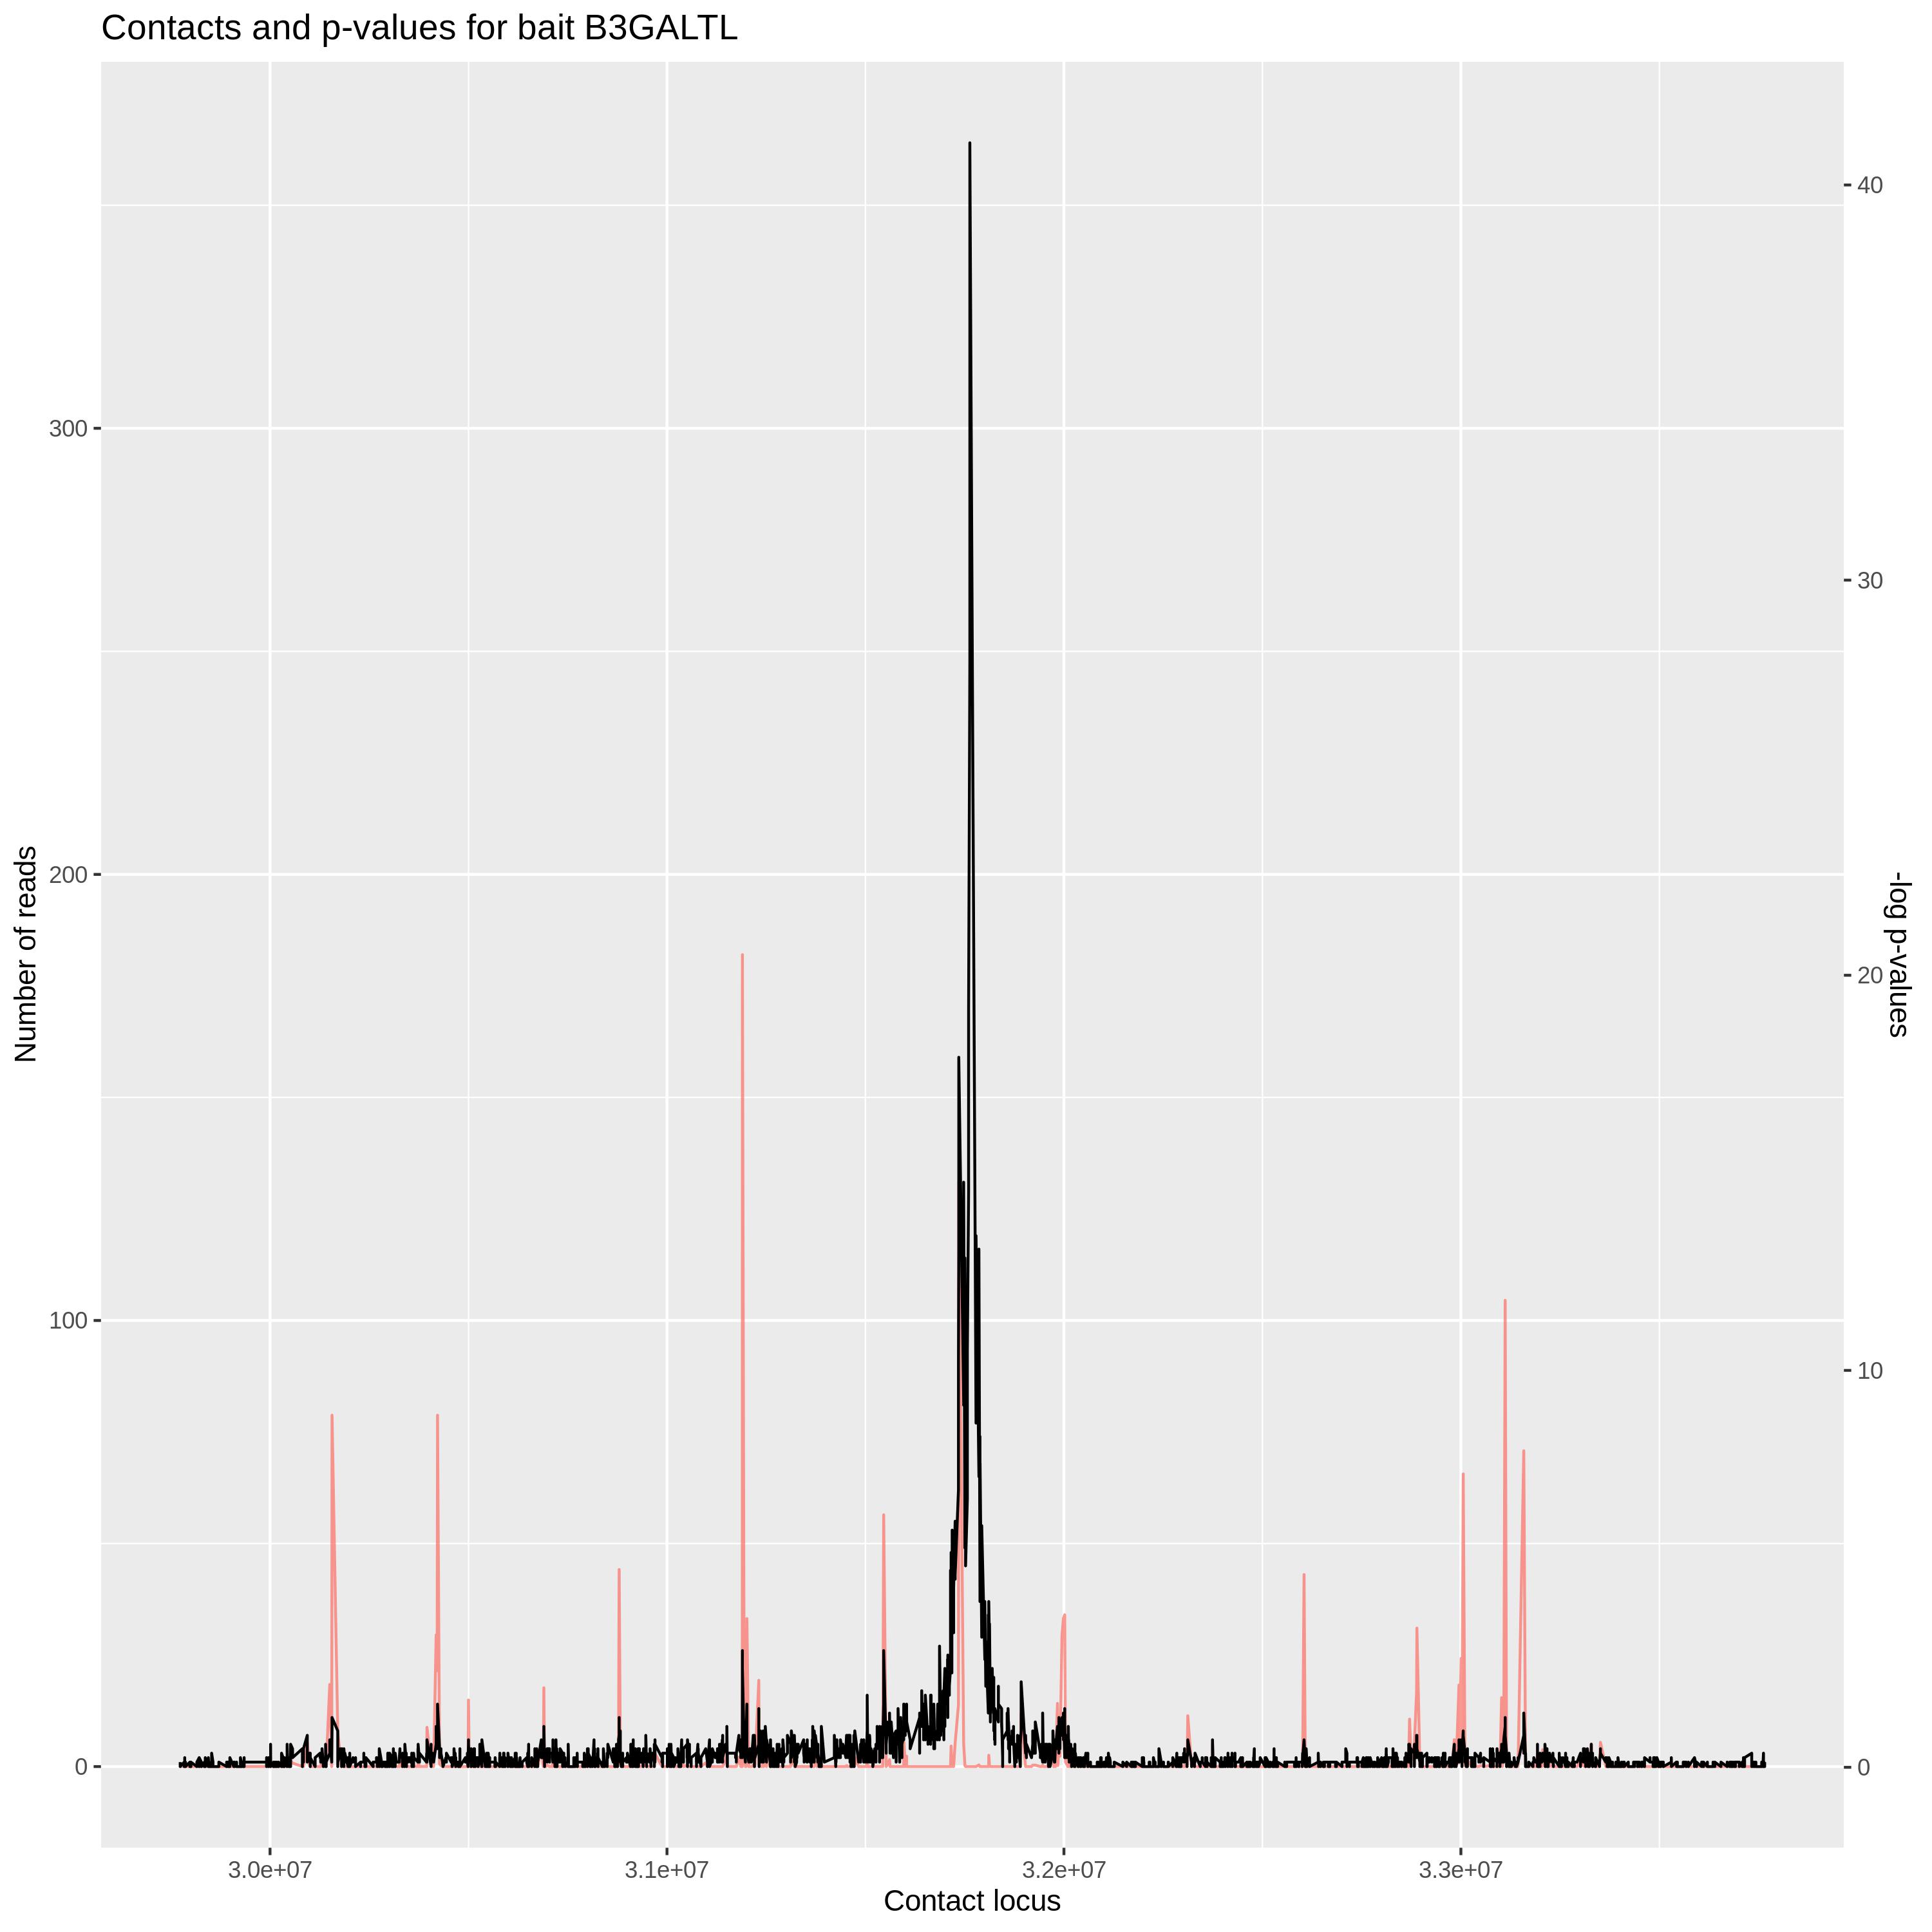 Contacts and p-values for bait B3GALTL
Number of reads
300
200
100
0
40
30
20
10
0
-log p-values
3.0e+07
3.1e+07
3.2e+07
3.3e+07
Contact locus